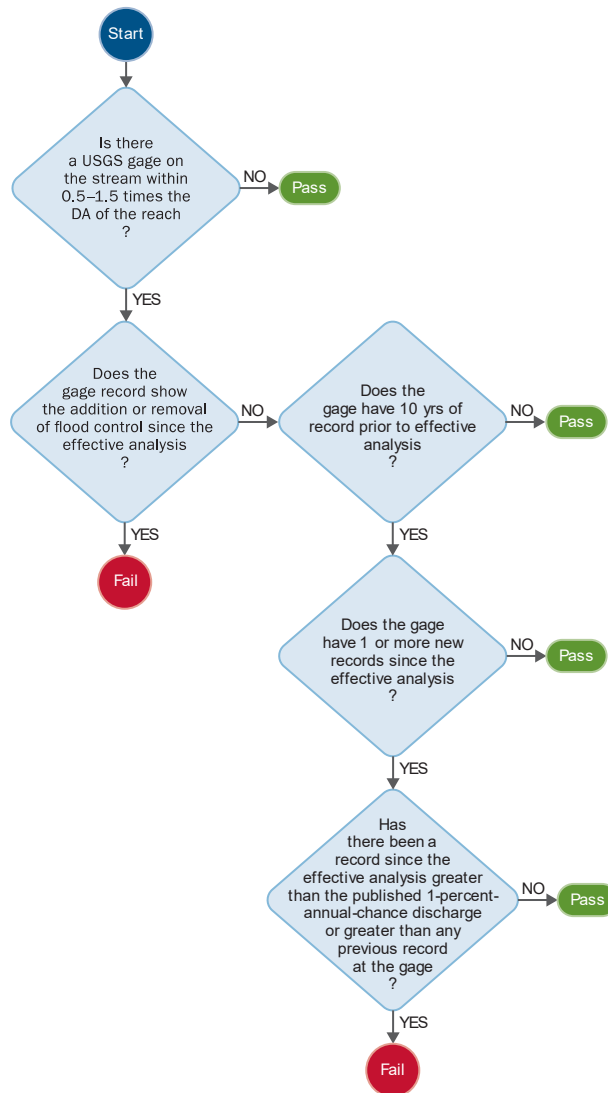 Start
Is there
a USGS gage on
the stream within
0.5–1.5 times the
DA of the reach
?
NO
Pass
YES
Does the
gage record show
the addition or removal
of flood control since the
effective analysis
?
NO
Does the
gage have 10 yrs of
record prior to effective
analysis
?
NO
Pass
YES
Fail
YES
Does the gage
have 1 or more new
records since the
effective analysis
?
NO
Pass
YES
Has
there been a
record since the
effective analysis greater
than the published 1-percent-
annual-chance discharge
or greater than any
previous record
at the gage
?
NO
Pass
YES
Fail